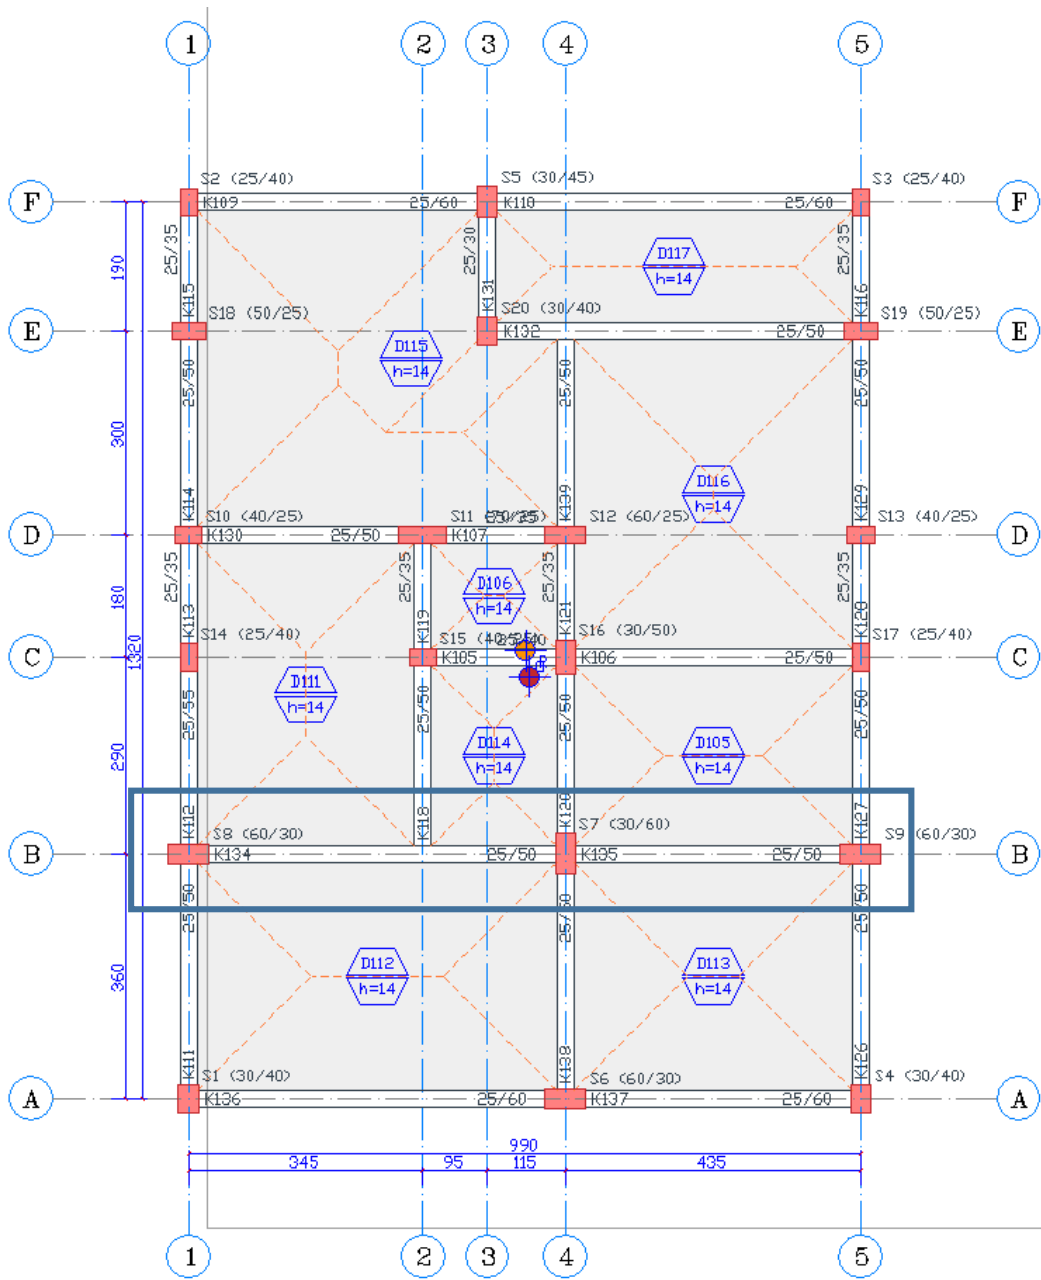 1 2 3 4 5
S2 (25/40) S5 (30/45) S3 (25/40)
F K109 25/60 K110 25/60 F
25/35 25/30 25/35
190
D117
h=14
K115 K131 K116
S18 (50/25) S20 (30/40) S19 (50/25)
E K132 25/50 E
D115
h=14
25/50 25/50 25/50
300
D116
h=14
K114 K139 K129
S10 (40/25) S11 S12 (60/25) S13 (40/25)
D K130 25/50 K107 D
25/35 25/35 25/35 25/35
D106
h=14
180
K113 K119 K121 K120
S14 (25/40) S15 S16 (30/50) S17 (25/40)
C K105 K106 25/50 C
1320
D111
h=14
25/55 25/50 25/50 25/50
D114
h=14
D105
h=14
290
K112 K118 K120 K127
S8 (60/30) S7 (30/60) S9 (60/30)
B K134 25/50 K135 25/50 B
25/50 25/50 25/50
D112
h=14
D113
h=14
360
K111 K138 K126
S1 (30/40) S6 (60/30) S4 (30/40)
A K136 25/60 K137 25/60 A
990
345 95 115 435
1 2 3 4 5